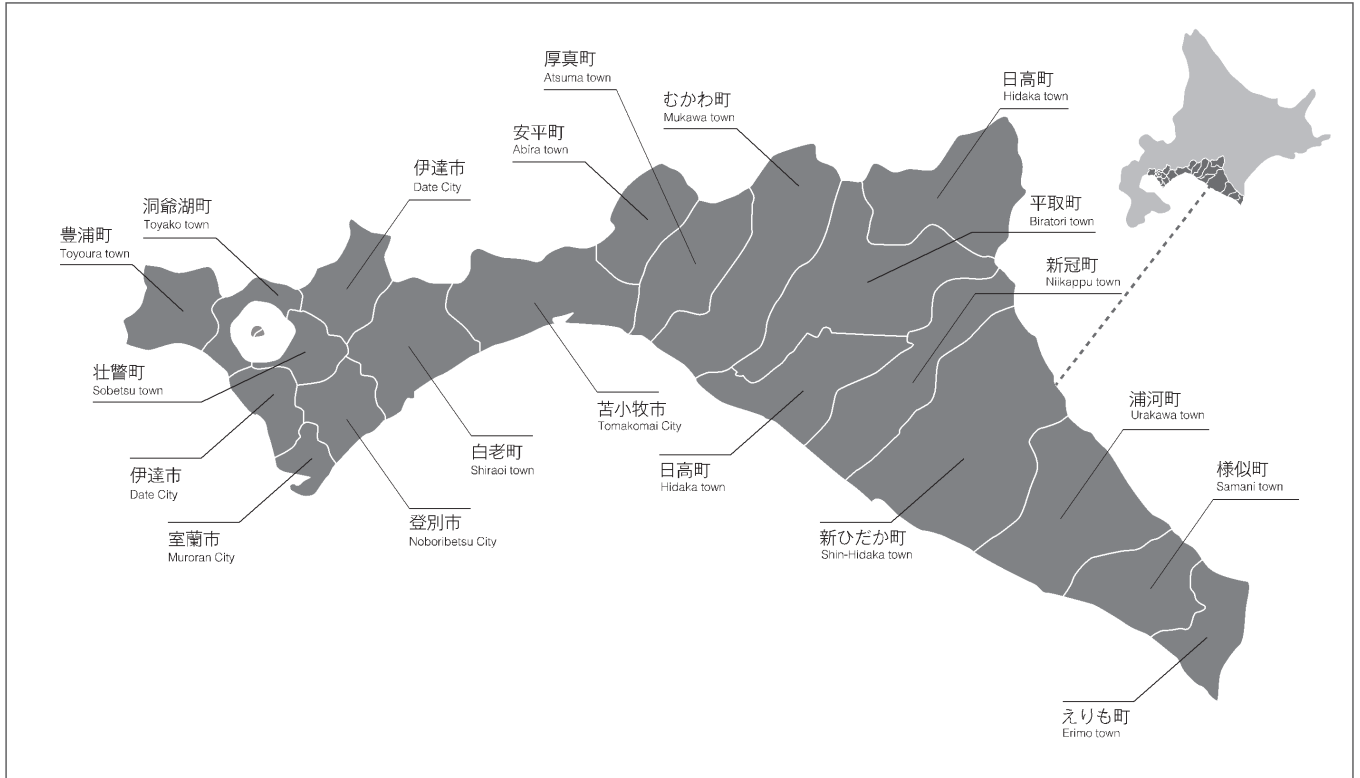 厚真町
Atsuma town
日高町
Hidaka town
むかわ町
Mukawa town
安平町
Abira town
伊達市
Date City
平取町
Biratori town
洞爺湖町
Toyako town
豊浦町
Toyoura town
新冠町
Niikappu town
壮瞥町
Sobetsu town
浦河町
Urakawa town
苫小牧市
Tomakomai City
白老町
Shiraoi town
日高町
Hidaka town
伊達市
Date City
様似町
Samani town
登別市
Noboribetsu City
新ひだか町
Shin-Hidaka town
室蘭市
Muroran City
えりも町
Erimo town